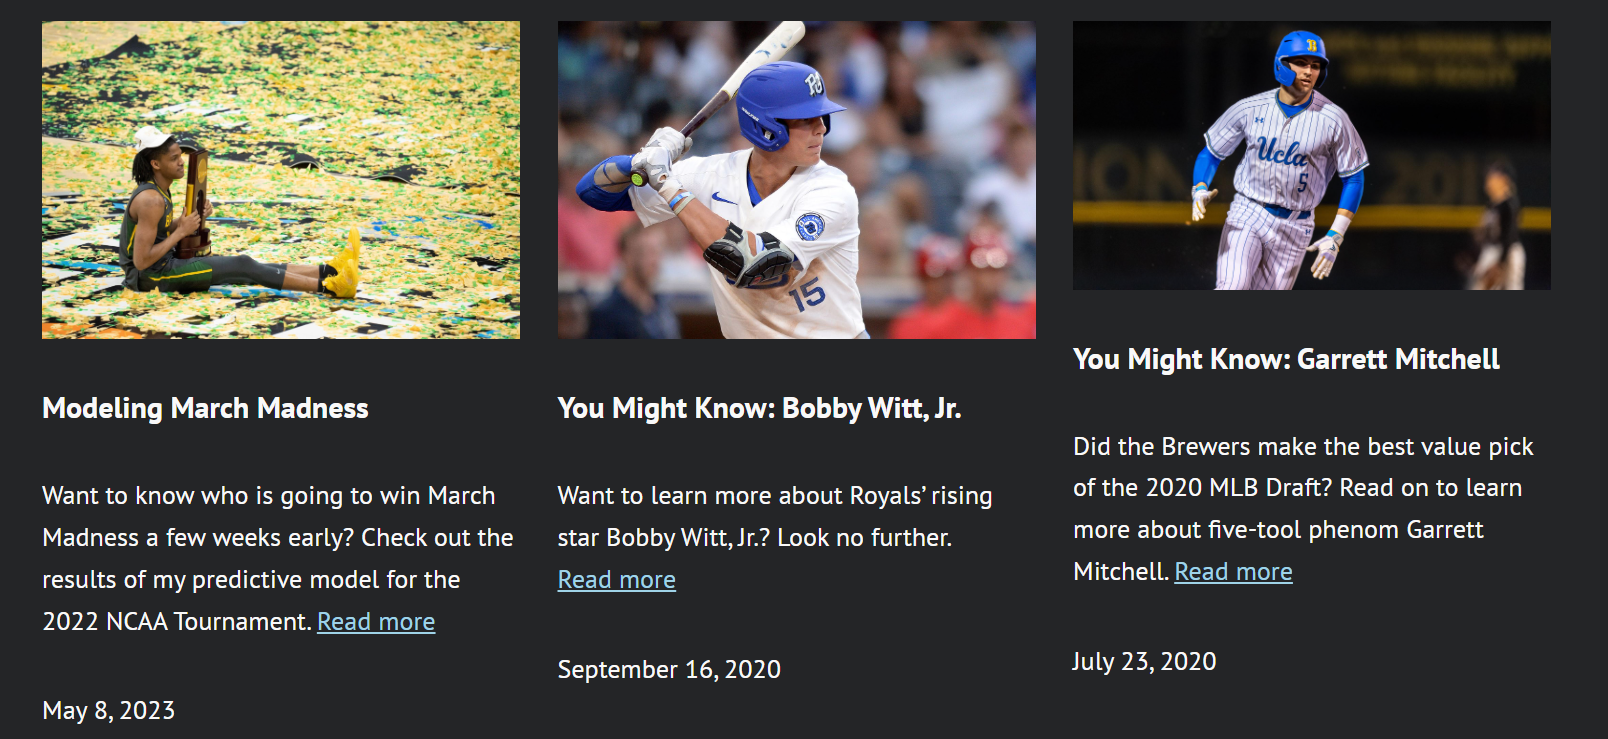 Modeling March Madness
Want to know who is going to win March
Madness a few weeks early? Check out the
results of my predictive model for the
2022 NCAA Tournament. Read more
May 8, 2023
15
You Might Know: Bobby Witt, Jr.
Want to learn more about Royals’ rising
star Bobby Witt, Jr.? Look no further.
Read more
September 16, 2020
B
Ucla
5
You Might Know: Garrett Mitchell
Did the Brewers make the best value pick
of the 2020 MLB Draft? Read on to learn
more about five-tool phenom Garrett
Mitchell. Read more
July 23, 2020